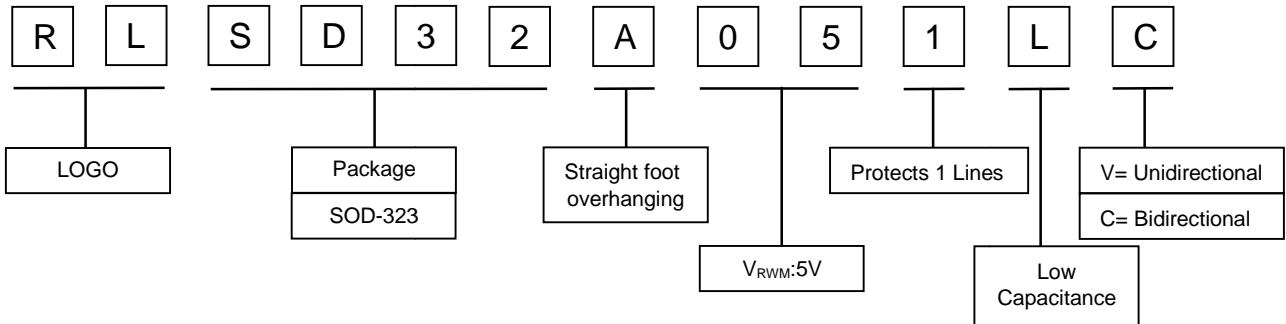 R L S D 3 2 A 0 5 1 L C
LOGO
Package
SOD-323
Straight foot
overhanging
VRWM:5V
Protects 1 Lines
Low
Capacitance
V= Unidirectional
C= Bidirectional